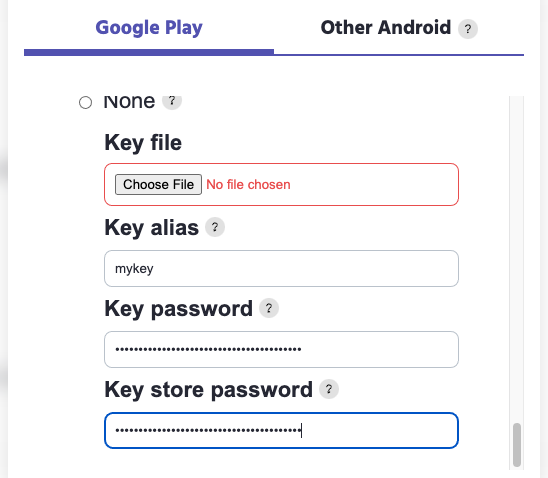 Google Play
Other Android ?
None ?
Key file
Choose File No file chosen
Key alias ?
mykey
Key password ?
••••••••••••••••••••••••••••••••••••••••
Key store password ?
••••••••••••••••••••••••••••••••••••••••